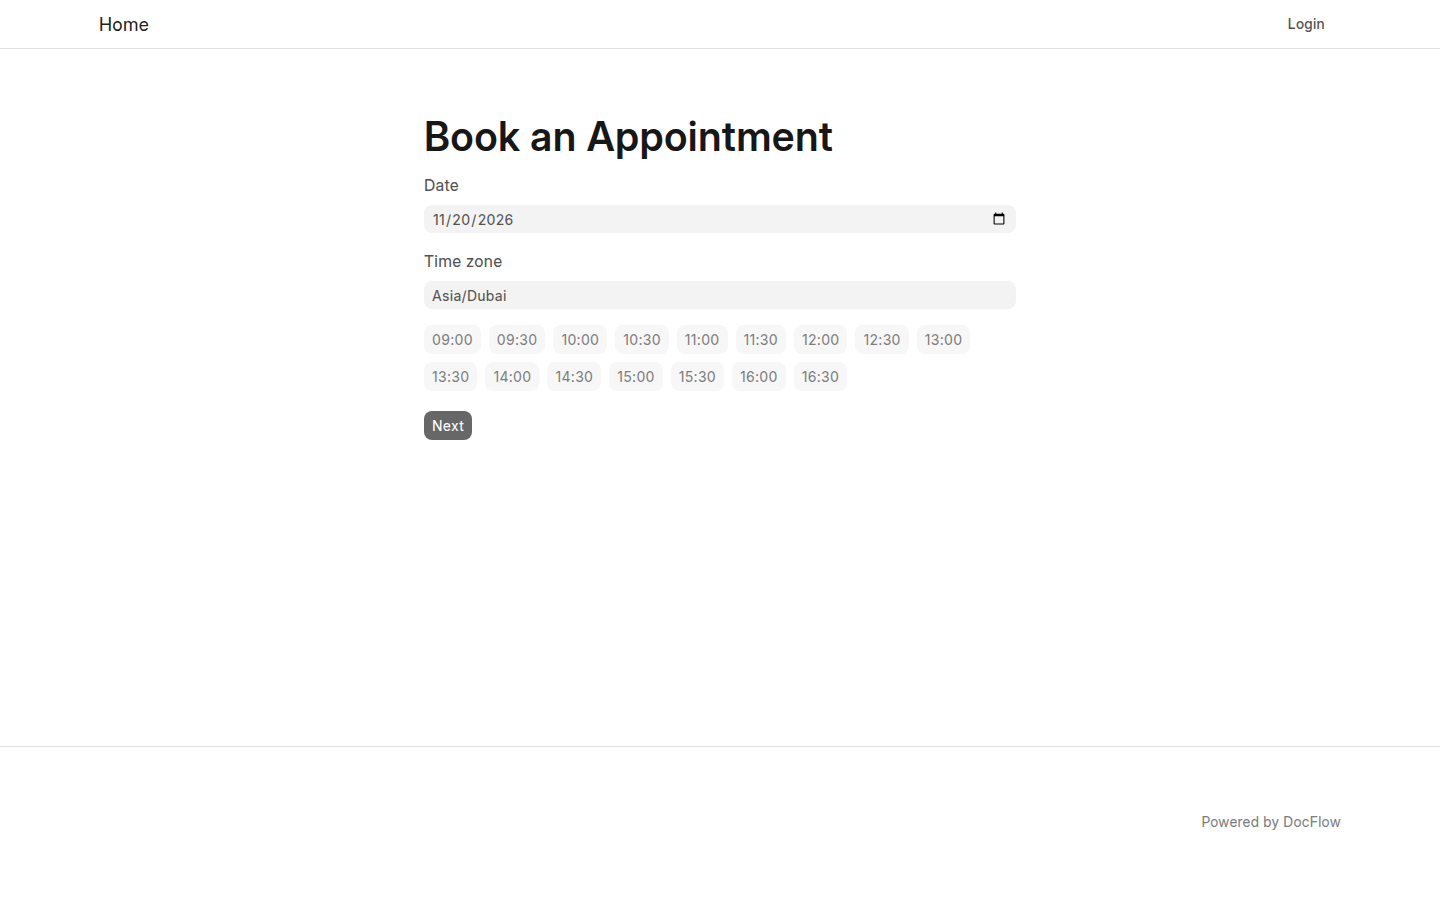 Home Login
Book an Appointment
Date
11/20/2026
Time zone
Asia/Dubai
09:00 09:30 10:00 10:30 11:00 11:30 12:00 12:30 13:00
13:30 14:00 14:30 15:00 15:30 16:00 16:30
Next
Powered by DocFlow